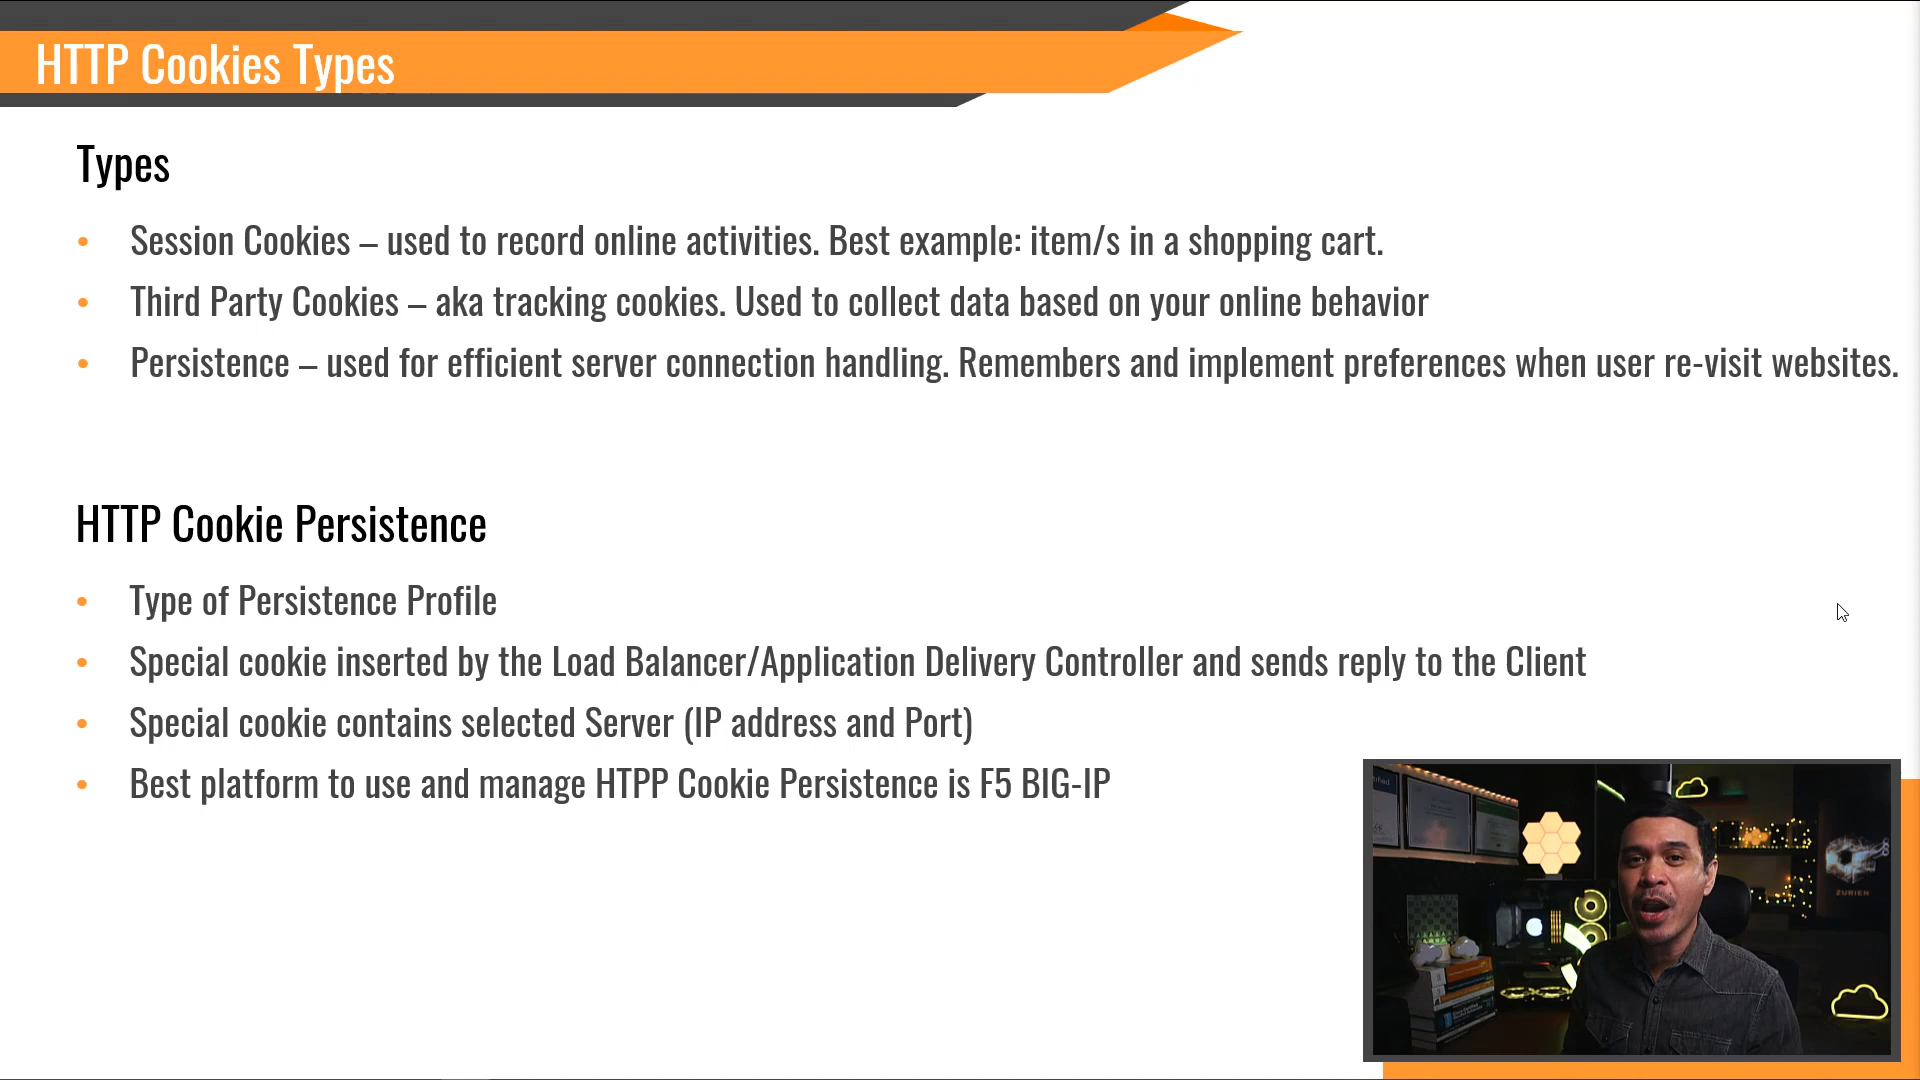 HTTP Cookies Types
Types
• Session Cookies – used to record online activities. Best example: item/s in a shopping cart.
• Third Party Cookies – aka tracking cookies. Used to collect data based on your online behavior
• Persistence – used for efficient server connection handling. Remembers and implement preferences when user re-visit websites.
HTTP Cookie Persistence
• Type of Persistence Profile
• Special cookie inserted by the Load Balancer/Application Delivery Controller and sends reply to the Client
• Special cookie contains selected Server (IP address and Port)
• Best platform to use and manage HTPP Cookie Persistence is F5 BIG-IP
ZURIEN